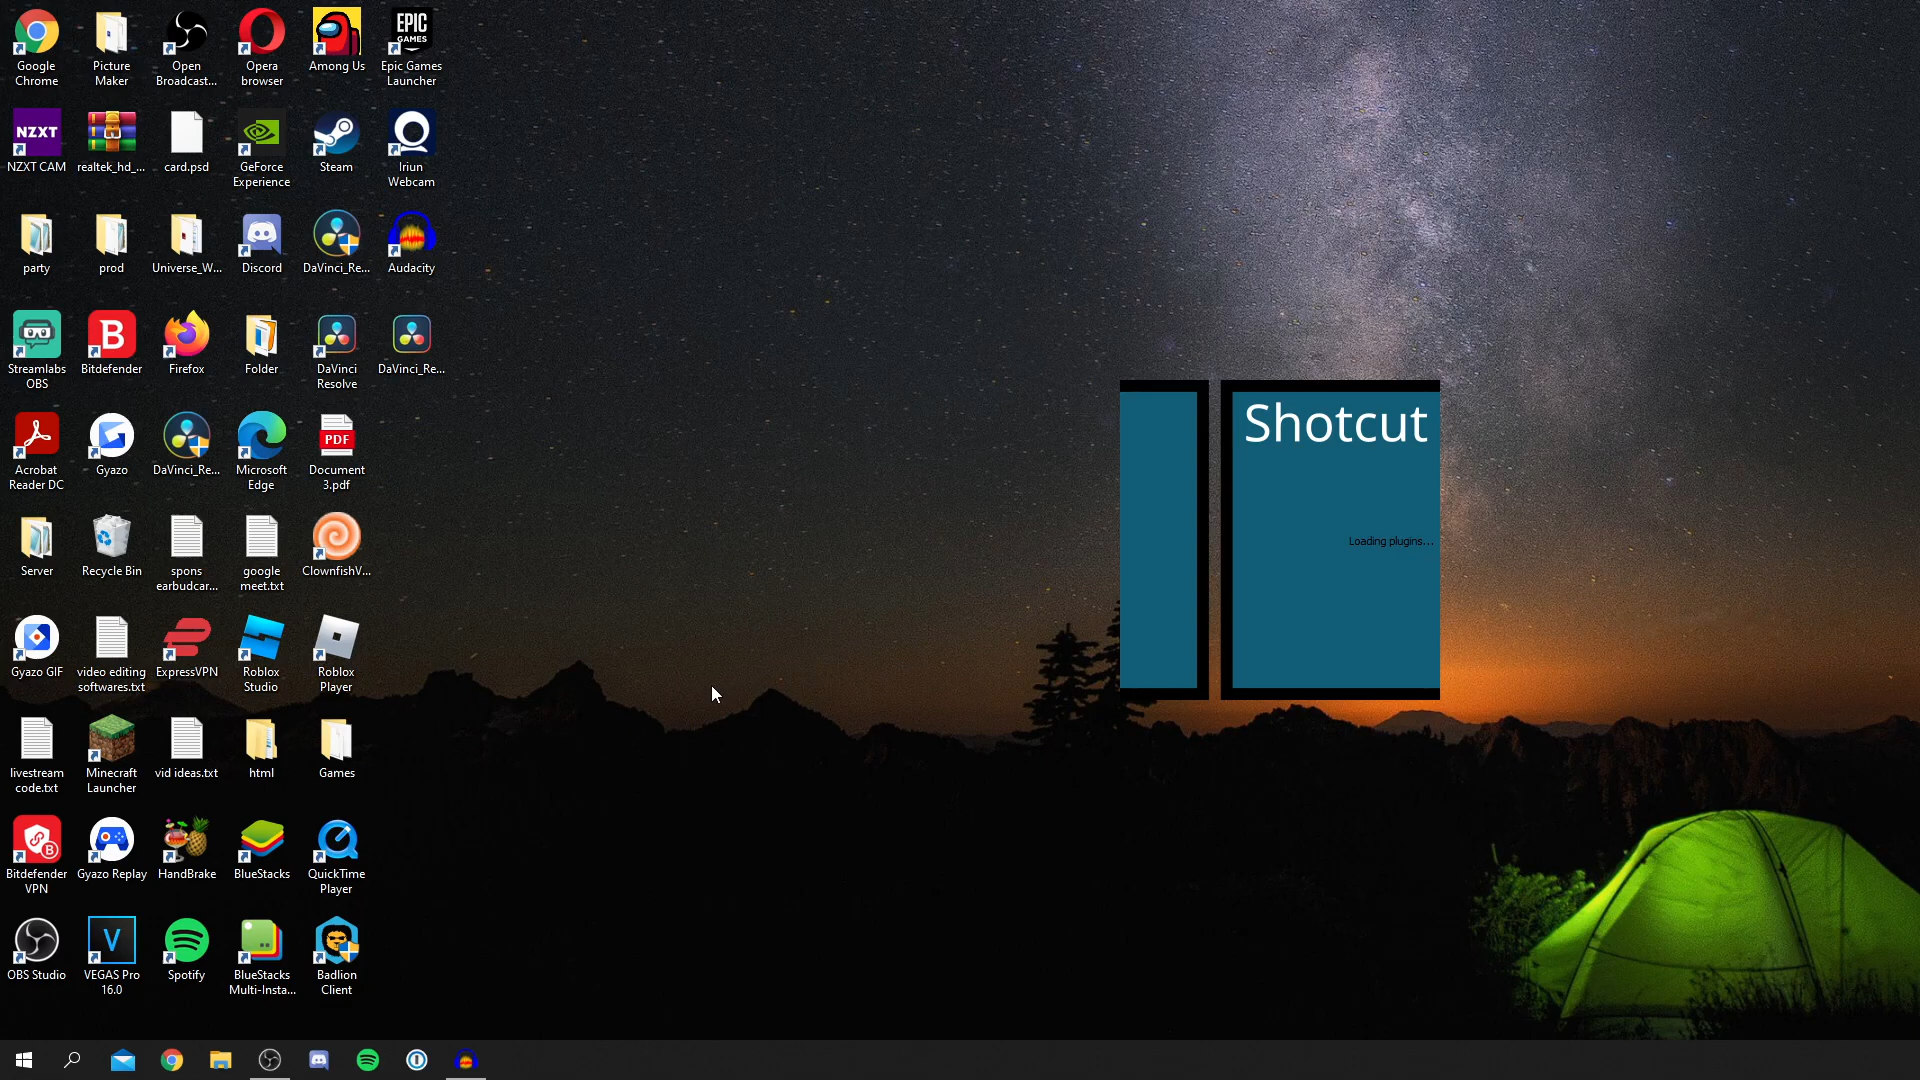 Google
Chrome
Picture
Maker
Open
Broadcast...
Opera
browser
Among Us
EPIC
GAMES
Epic Games
Launcher
NZXT
NZXT CAM
realtek_hd_...
card.psd
GeForce
Experience
Steam
Iriun
Webcam
party
prod
Universe_W...
Discord
DaVinci_Re...
Audacity
Streamlabs
OBS
B
Bitdefender
Firefox
Folder
DaVinci
Resolve
DaVinci_Re...
Acrobat
Reader DC
Gyazo
DaVinci_Re...
Microsoft
Edge
PDF
Document
3.pdf
Server
Recycle Bin
spons
earbudcar...
google
meet.txt
ClownfishV...
Gyazo GIF
video editing
softwares.txt
ExpressVPN
Roblox
Studio
Roblox
Player
livestream
code.txt
Minecraft
Launcher
vid ideas.txt
html
Games
B
Bitdefender
VPN
Gyazo Replay
HandBrake
BlueStacks
QuickTime
Player
OBS Studio
V
VEGAS Pro
16.0
Spotify
BlueStacks
Multi-Insta...
Badlion
Client
Shotcut
Loading plugins...